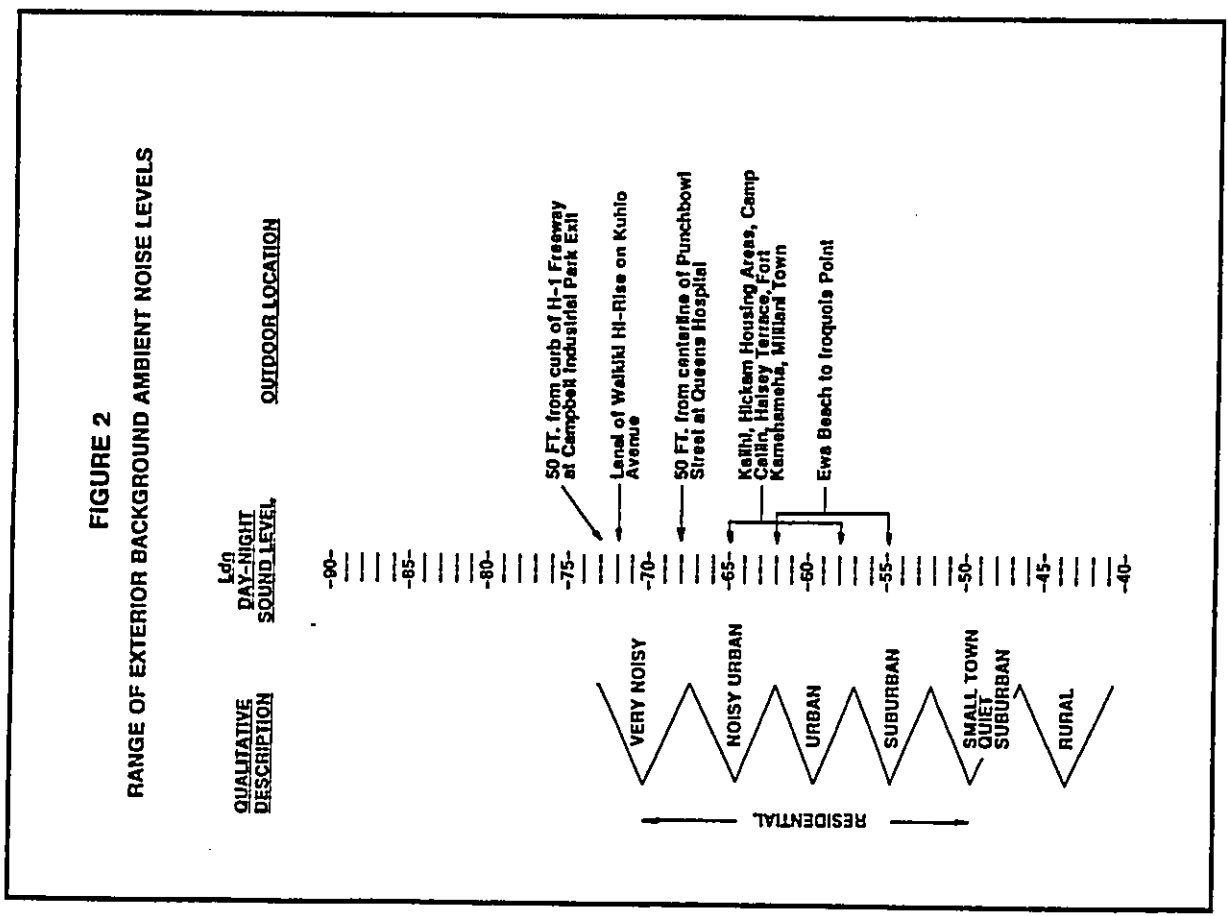 FIGURE 2
RANGE OF EXTERIOR BACKGROUND AMBIENT NOISE LEVELS
QUALITATIVE
DESCRIPTION
Ldn
DAY-NIGHT
SOUND LEVEL
OUTDOOR LOCATION
-90-
-85-
-80-
-75-
-70-
-65-
-60-
-55-
-50-
-45-
-40-
RESIDENTIAL
VERY NOISY
NOISY URBAN
URBAN
SUBURBAN
SMALL TOWN
QUIET
SUBURBAN
RURAL
50 FT. from curb of H-1 Freeway
at Campbell Industrial Park Exit
Lanai of Waikiki Hi-Rise on Kuhio
Avenue
50 FT. from centerline of Punchbowl
Street at Queens Hospital
Kalihi, Hickam Housing Areas, Camp
Catlin, Halsey Terrace, Fort
Kamehameha, Mililani Town
Ewa Beach to Iroquois Point